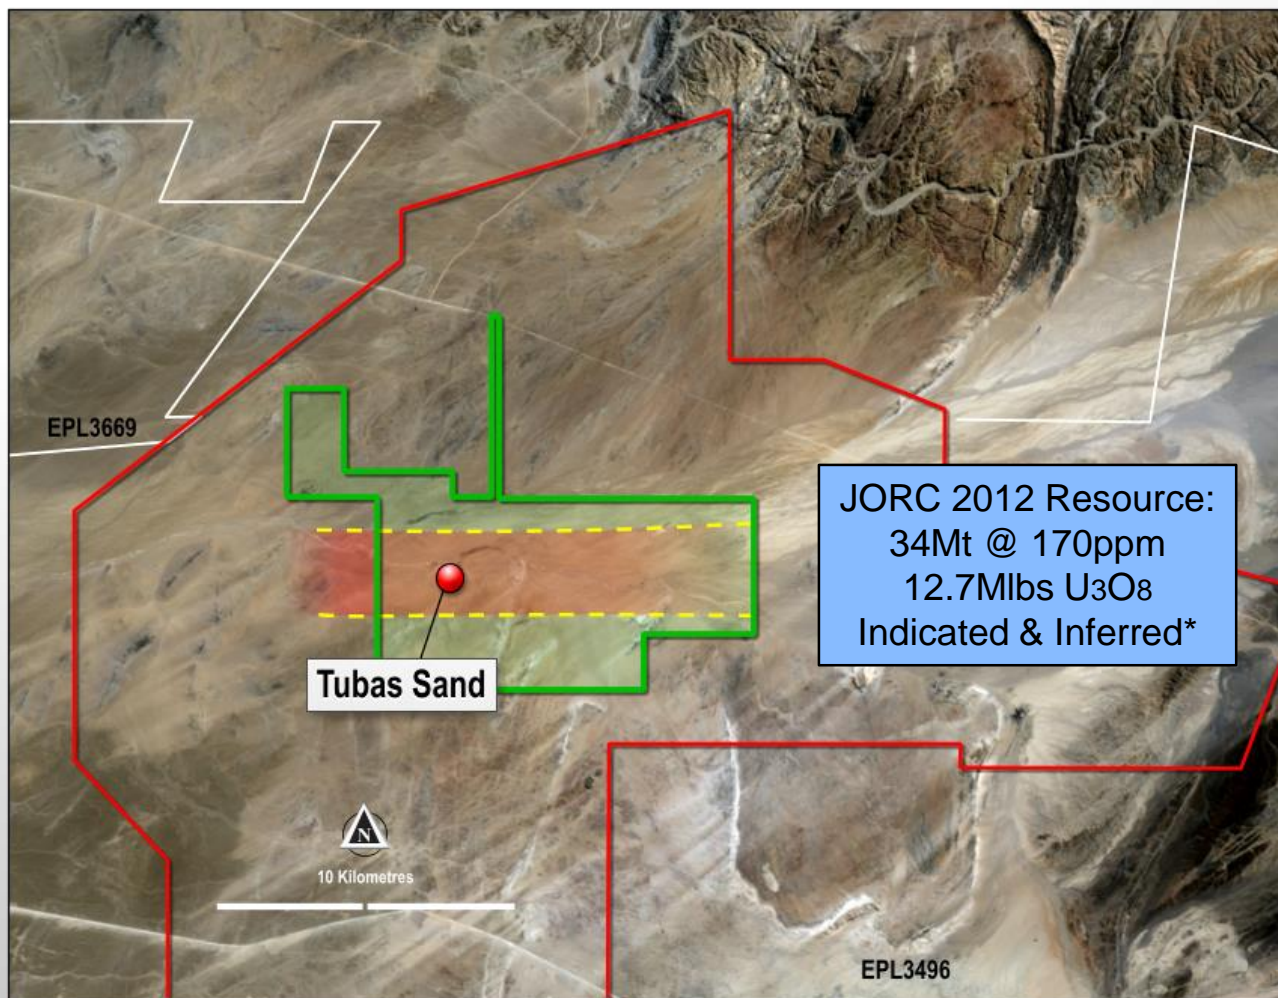 EPL3669
JORC 2012 Resource:
34Mt @ 170ppm
12.7Mlbs U3O8
Indicated & Inferred*
Tubas Sand
N
10 Kilometres
EPL3496